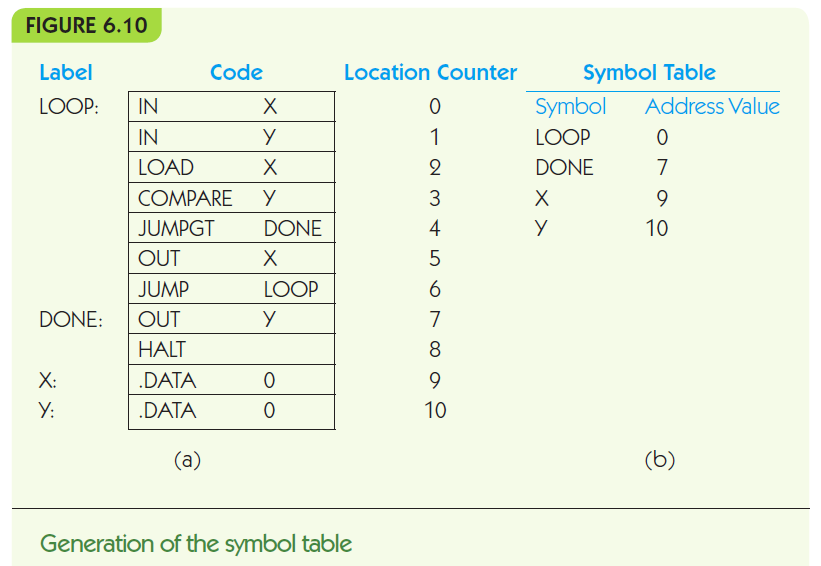 FIGURE 6.10
Label Code Location Counter Symbol Table
LOOP: IN X 0 Symbol Address Value
IN Y 1 LOOP 0
LOAD X 2 DONE 7
COMPARE Y 3 X 9
JUMPGT DONE 4 Y 10
OUT X 5
JUMP LOOP 6
DONE: OUT Y 7
HALT 8
X: .DATA 0 9
Y: .DATA 0 10
(a) (b)
Generation of the symbol table